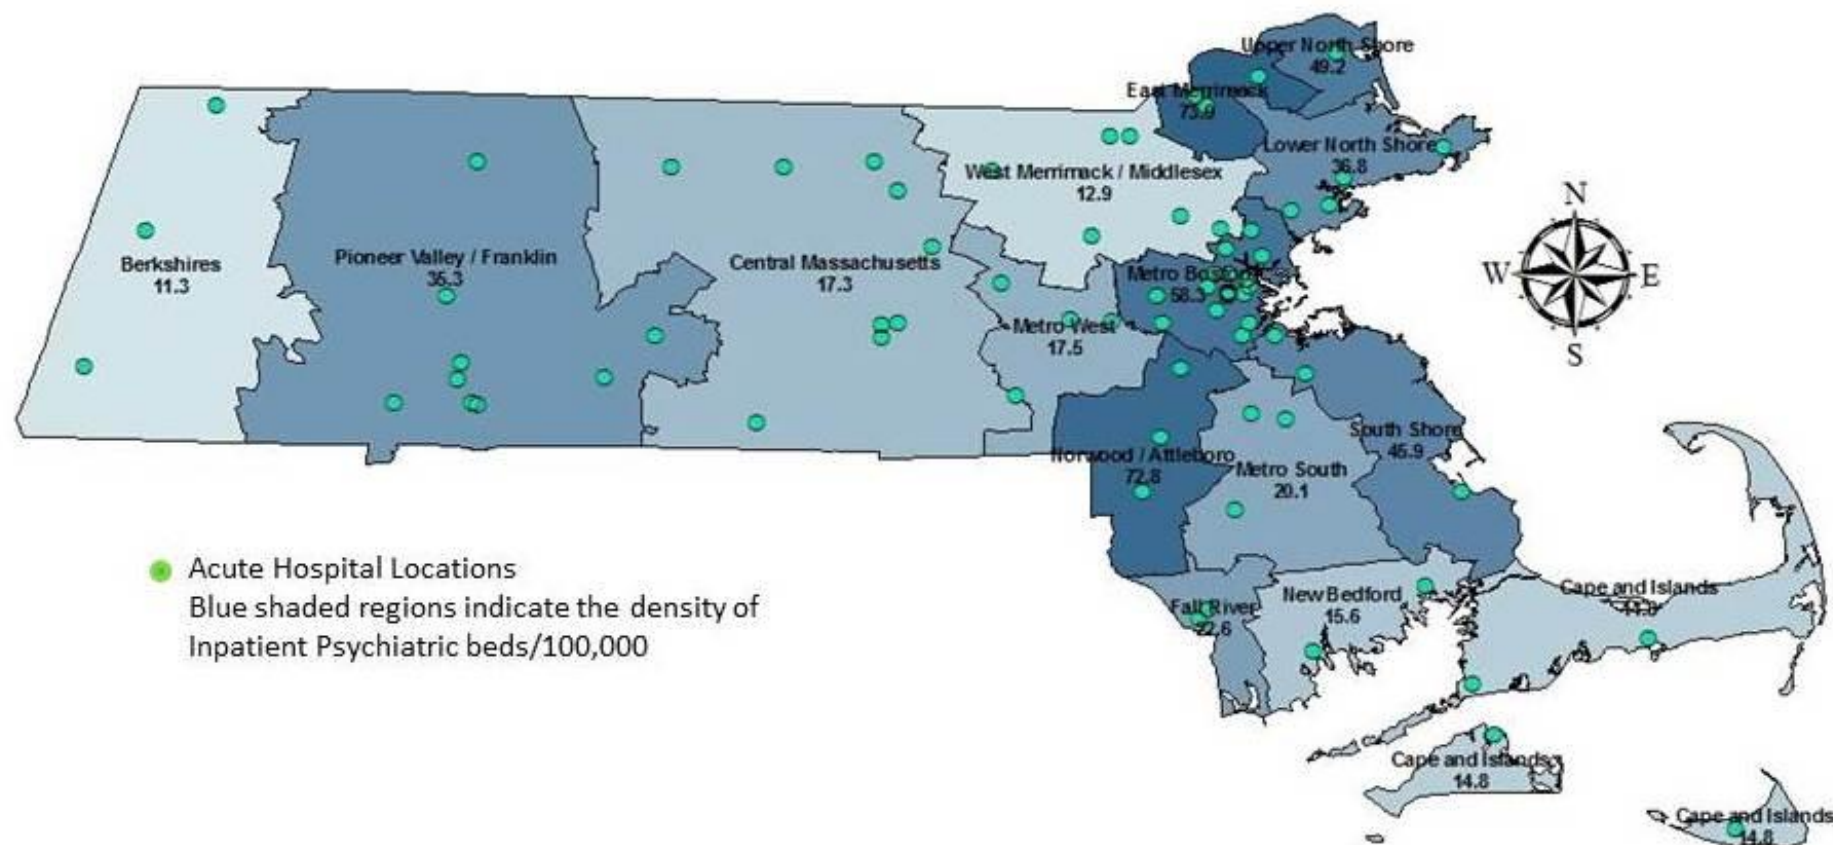 Upper North Shore
49.2
East Merrimack
73.9
Lower North Shore
36.8
West Merrimack / Middlesex
12.9
N
W
E
S
Berkshires
11.3
Pioneer Valley / Franklin
35.3
Central Massachusetts
17.3
Metro Boston
58.3
Metro West
17.5
South Shore
45.9
Norwood / Attleboro
72.8
Metro South
20.1
Acute Hospital Locations
Blue shaded regions indicate the density of
Inpatient Psychiatric beds/100,000
Fall River
22.6
New Bedford
15.6
Cape and Islands
Cape and Islands
14.8
Cape and Islands
14.8